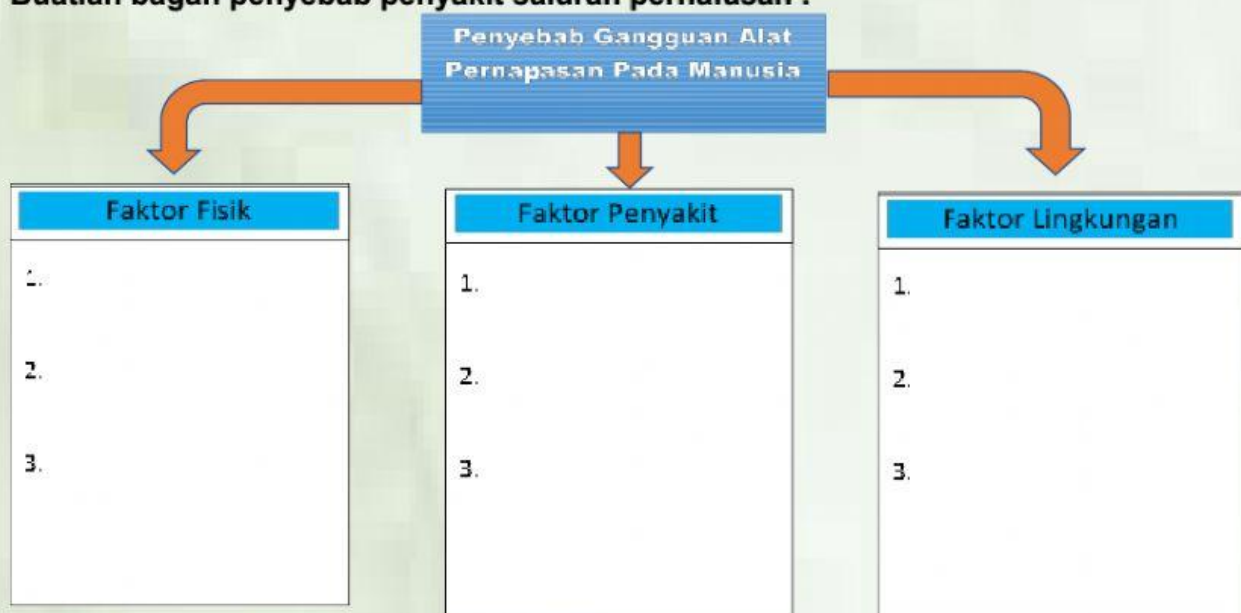 Buatlah bagan penyebab penyakit saluran pernafasan !
Penyebab Gangguan Alat
Pernapasan Pada Manusia
Faktor Fisik
1.
2.
3.
Faktor Penyakit
1.
2.
3.
Faktor Lingkungan
1.
2.
3.